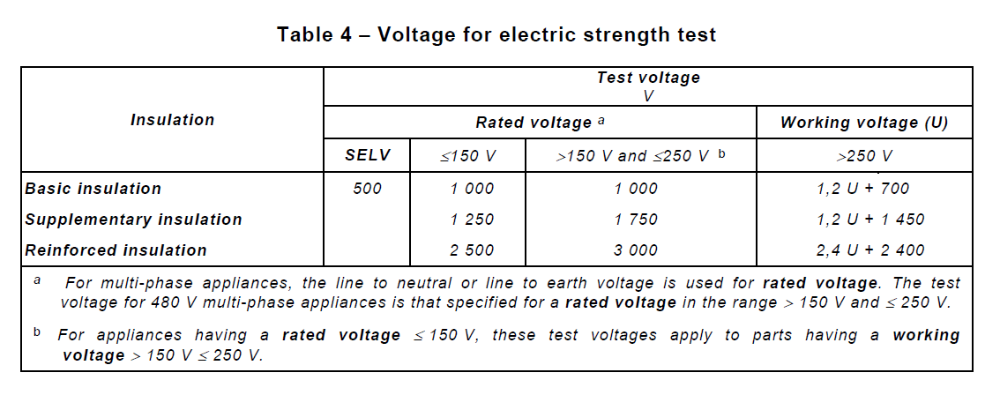 Table 4 – Voltage for electric strength test
Insulation
Test voltage
V
Rated voltage a
Working voltage (U)
SELV
≤150 V
>150 V and ≤250 V b
>250 V
Basic insulation 500 1 000 1 000 1,2 U + 700
Supplementary insulation 1 250 1 750 1,2 U + 1 450
Reinforced insulation 2 500 3 000 2,4 U + 2 400
a For multi-phase appliances, the line to neutral or line to earth voltage is used for rated voltage. The test
voltage for 480 V multi-phase appliances is that specified for a rated voltage in the range > 150 V and ≤ 250 V.
b For appliances having a rated voltage ≤ 150 V, these test voltages apply to parts having a working
voltage > 150 V ≤ 250 V.